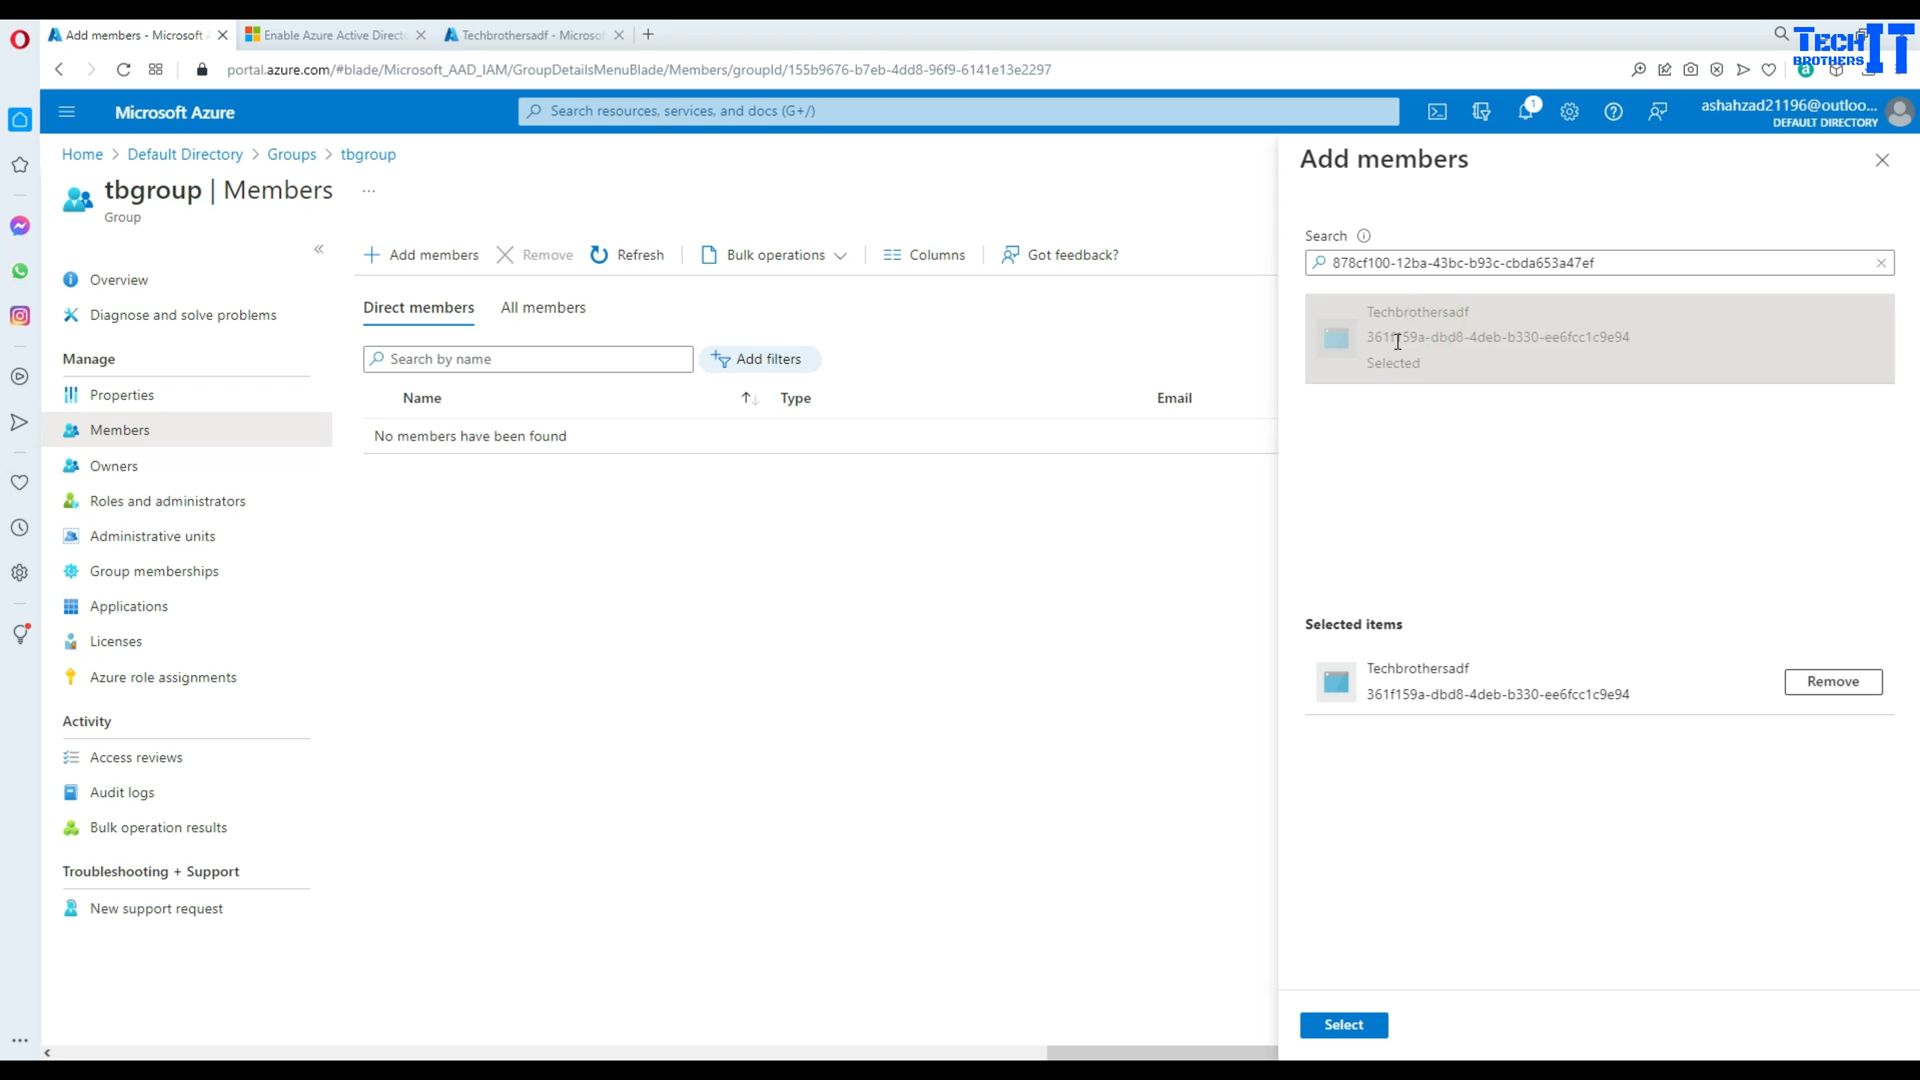 Add members - Microsoft
Enable Azure Active Direct
Techbrothersadf - Microsof
TECH IT
BROTHERS
portal.azure.com/#blade/Microsoft_AAD_IAM/GroupDetailsMenuBlade/Members/groupId/155b9676-b7eb-4dd8-96f9-6141e13e2297
Microsoft Azure
Search resources, services, and docs (G+/)
1
ashahzad21196@outloo...
DEFAULT DIRECTORY
Home > Default Directory > Groups > tbgroup
tbgroup | Members ...
Group
Overview
Diagnose and solve problems
Manage
Properties
Members
Owners
Roles and administrators
Administrative units
Group memberships
Applications
Licenses
Azure role assignments
Activity
Access reviews
Audit logs
Bulk operation results
Troubleshooting + Support
New support request
Add members
Remove
Refresh
Bulk operations
Columns
Got feedback?
Direct members
All members
Search by name
Add filters
Name
Type
Email
No members have been found
Add members
Search
878cf100-12ba-43bc-b93c-cbda653a47ef
Techbrothersadf
361f159a-dbd8-4deb-b330-ee6fcc1c9e94
Selected
Selected items
Techbrothersadf
361f159a-dbd8-4deb-b330-ee6fcc1c9e94
Remove
Select